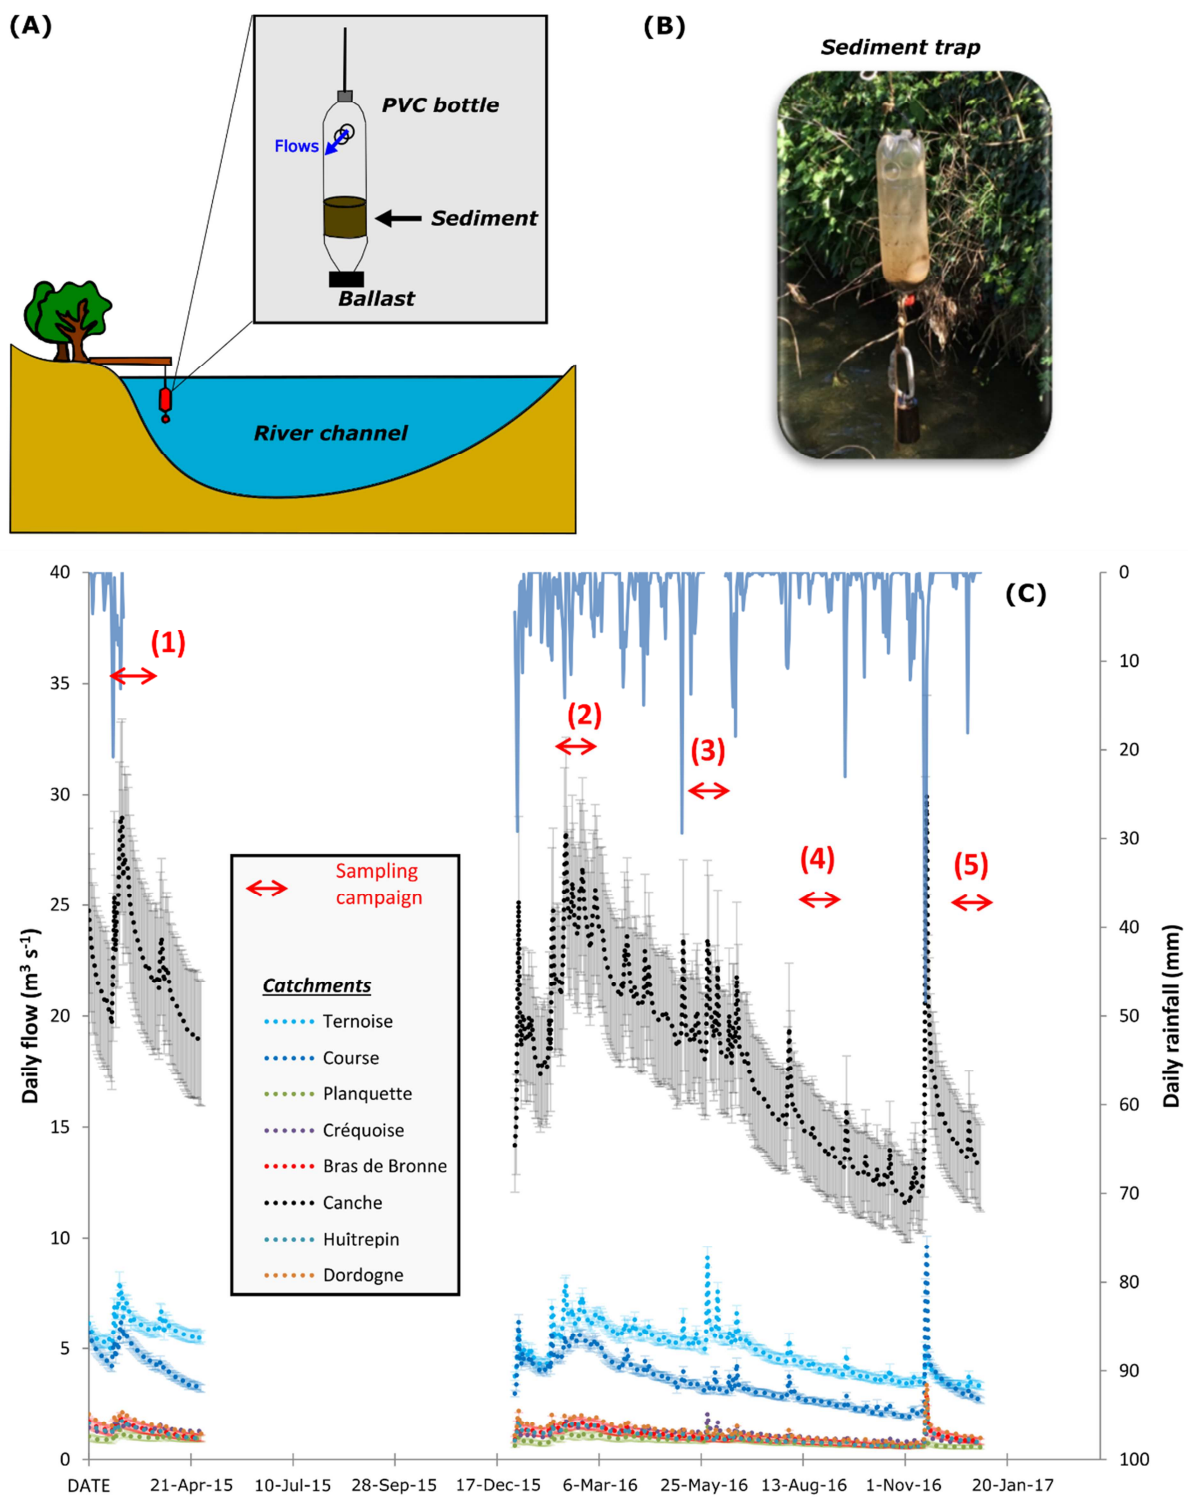 (A)
PVC bottle
Flows
Sediment
Ballast
River channel
(B)
Sediment trap
(C)
40
35
30
25
20
15
10
5
0
Daily flow (m³ s⁻¹)
0
10
20
30
40
50
60
70
80
90
100
Daily rainfall (mm)
(1)
(2)
(3)
(4)
(5)
Sampling
campaign
Catchments
Ternoise
Course
Planquette
Créquoise
Bras de Bronne
Canche
Huîtrepin
Dordogne
DATE 21-Apr-15 10-Jul-15 28-Sep-15 17-Dec-15 6-Mar-16 25-May-16 13-Aug-16 1-Nov-16 20-Jan-17